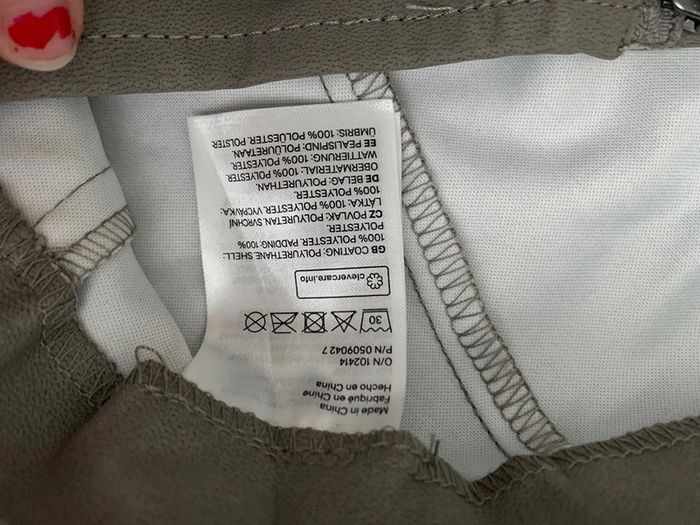 Made in China
Fabriqué en Chine
Hecho en China
O/N 102414
P/N 0509042 7
30
clevercare.info
GB COATING: POLYURETHANE SHELL:
100% POLYESTER. PADDING: 100%
POLYESTER.
CZ POVLAK: POLYURETAN. SVRCHNÍ
LÁTKA: 100% POLYESTER. VÝCPÁVKA:
100% POLYESTER.
DE BELAG: POLYURETHAN.
OBERMATERIAL: 100% POLYESTER.
WATTIERUNG: 100% POLYESTER
EE PEALISPIND: POLÜURETAAN.
ÜMBRIS: 100% POLÜESTER. POLSTER: